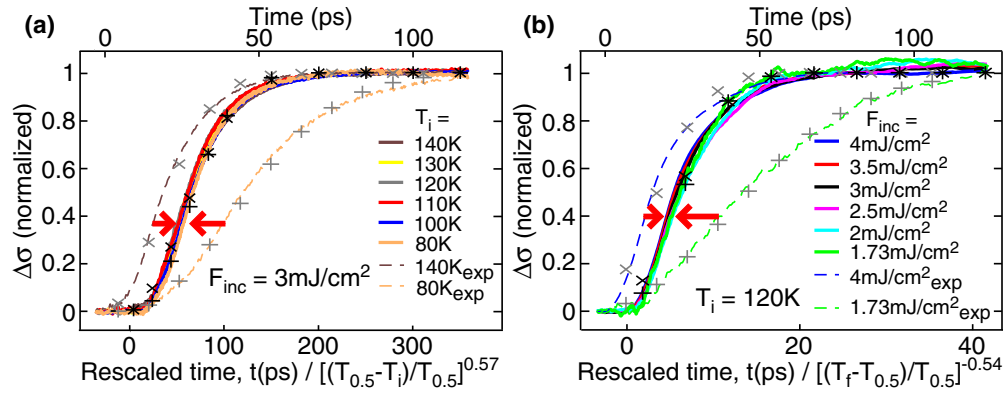 (a)
Time (ps)
0 50 100
Δσ (normalized)
1
0.8
0.6
0.4
0.2
0
T_i =
140K
130K
120K
110K
100K
80K
140K_exp
80K_exp
F_inc = 3mJ/cm²
0 100 200 300
Rescaled time, t(ps) / [(T_0.5-T_i)/T_0.5]^0.57
(b)
Time (ps)
0 50 100
Δσ (normalized)
1
0.8
0.6
0.4
0.2
0
F_inc =
4mJ/cm²
3.5mJ/cm²
3mJ/cm²
2.5mJ/cm²
2mJ/cm²
1.73mJ/cm²
4mJ/cm²_exp
1.73mJ/cm²_exp
T_i = 120K
0 20 40
Rescaled time, t(ps) / [(T_f-T_0.5)/T_0.5]^-0.54